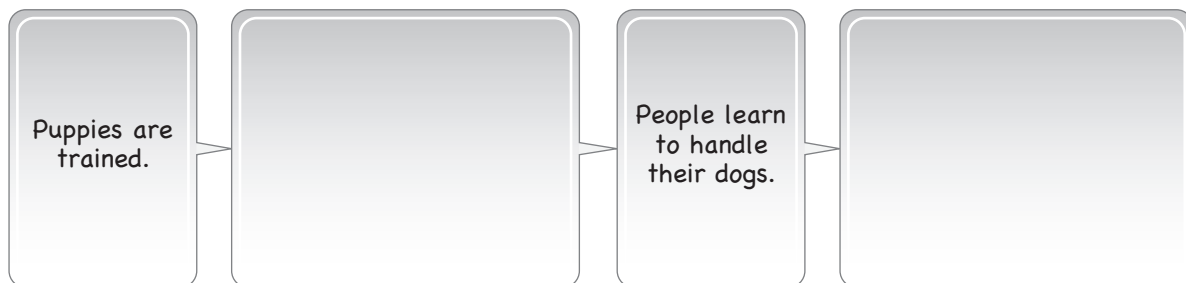 Puppies are
trained.
People learn
to handle
their dogs.